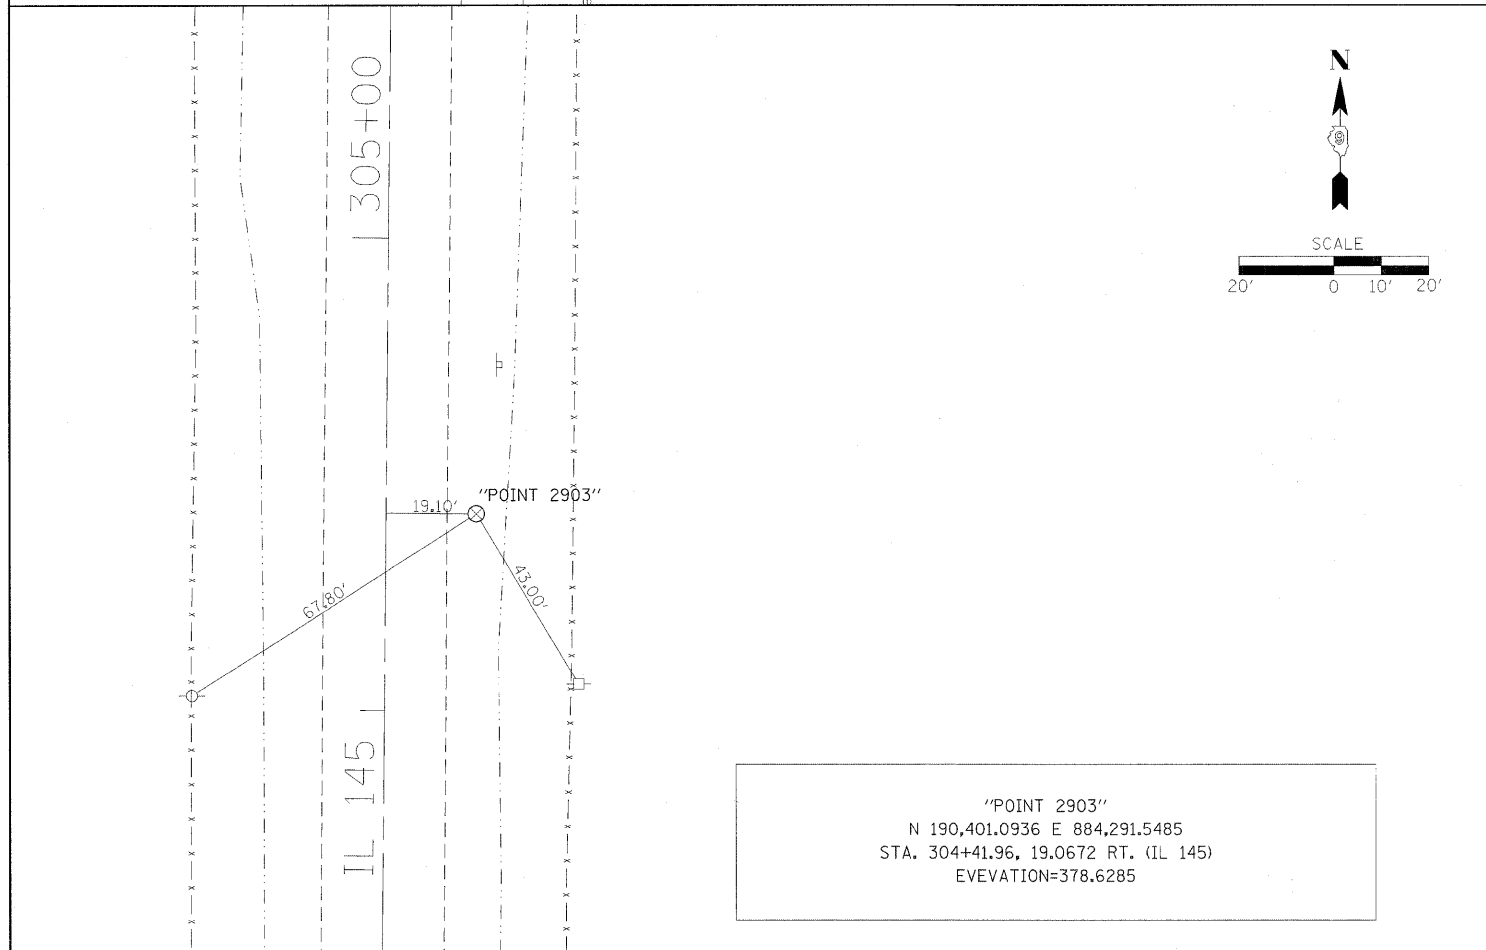 N
305+00
SCALE
20' 0 10' 20'
"POINT 2903"
19.10'
43.00'
67.80'
IL 145
"POINT 2903"
N 190,401.0936 E 884,291.5485
STA. 304+41.96, 19.0672 RT. (IL 145)
EVEVATION=378.6285